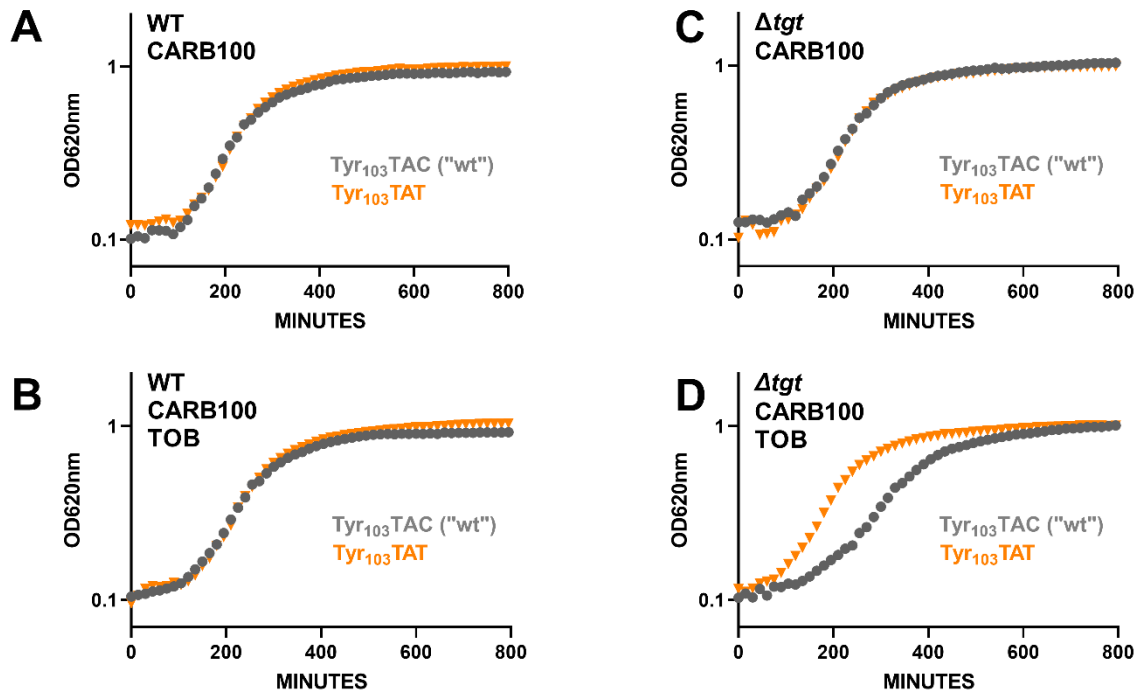 A
WT
CARB100
OD620nm
1
0.1
Tyr₁₀₃TAC ("wt")
Tyr₁₀₃TAT
0 200 400 600 800
MINUTES
B
WT
CARB100
TOB
OD620nm
1
0.1
Tyr₁₀₃TAC ("wt")
Tyr₁₀₃TAT
0 200 400 600 800
MINUTES
C
Δtgt
CARB100
OD620nm
1
0.1
Tyr₁₀₃TAC ("wt")
Tyr₁₀₃TAT
0 200 400 600 800
MINUTES
D
Δtgt
CARB100
TOB
OD620nm
1
0.1
Tyr₁₀₃TAC ("wt")
Tyr₁₀₃TAT
0 200 400 600 800
MINUTES